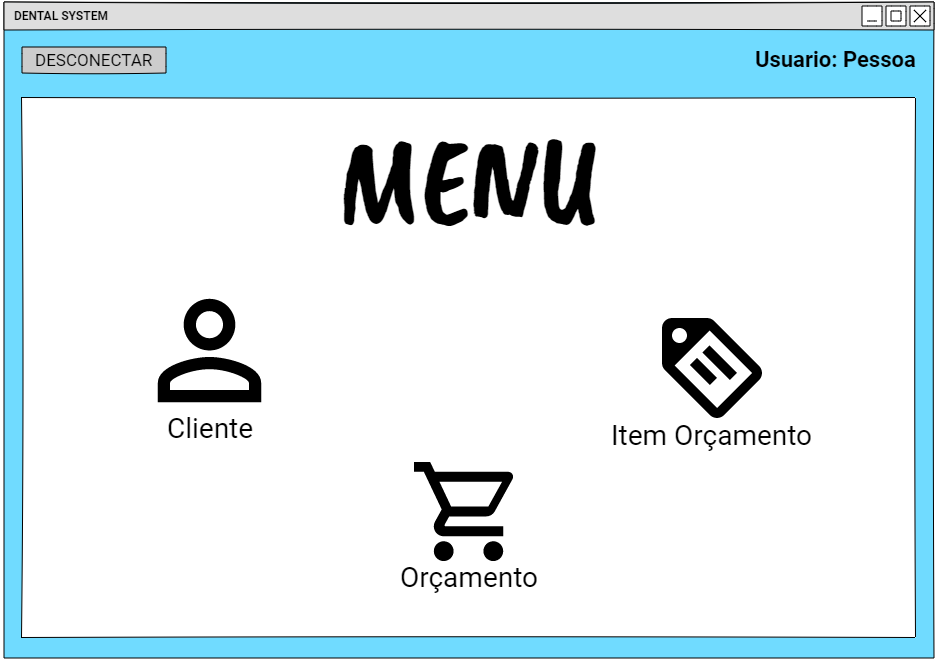 DENTAL SYSTEM
DESCONECTAR
Usuario: Pessoa
MENU
Cliente
Item Orçamento
Orçamento